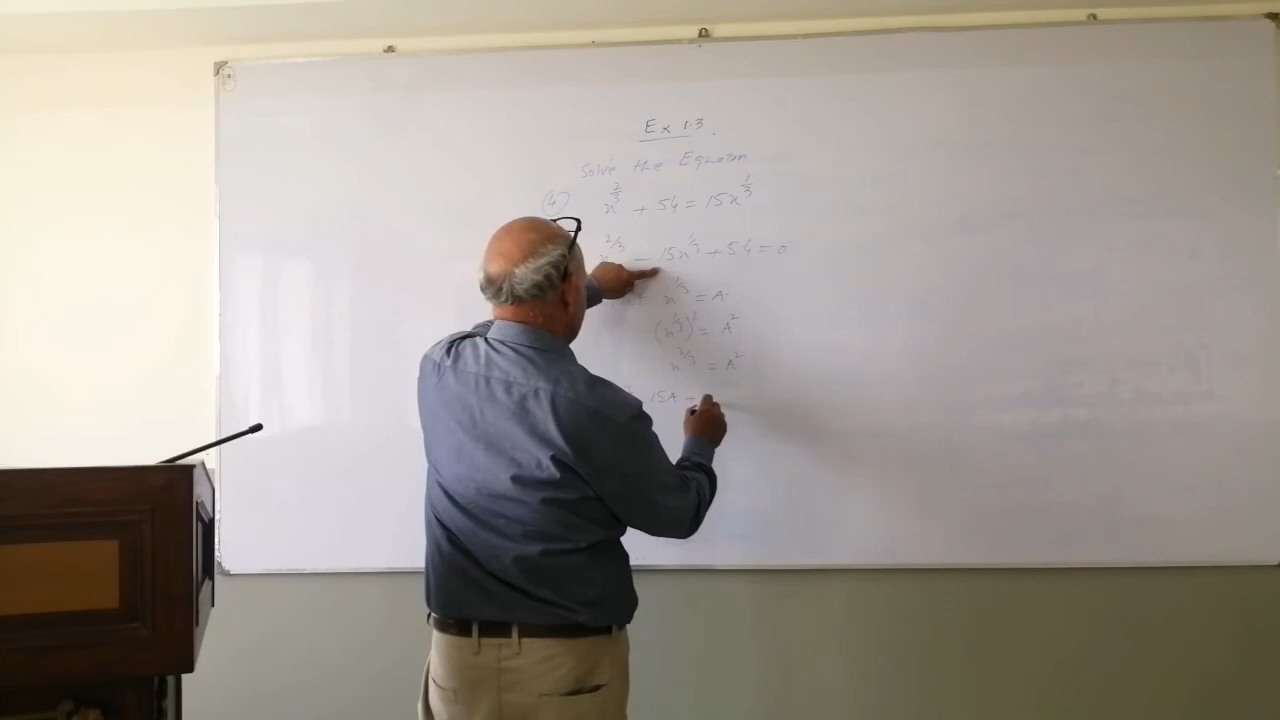 Ex 1.3.
Solve the Equation
(4) x^{2/3} + 54 = 15x^{1/3}
x^{2/3} - 15x^{1/3} + 54 = 0
x^{1/3} = A
(x^{1/3})^2 = A^2
x^{2/3} = A^2
- 15A +